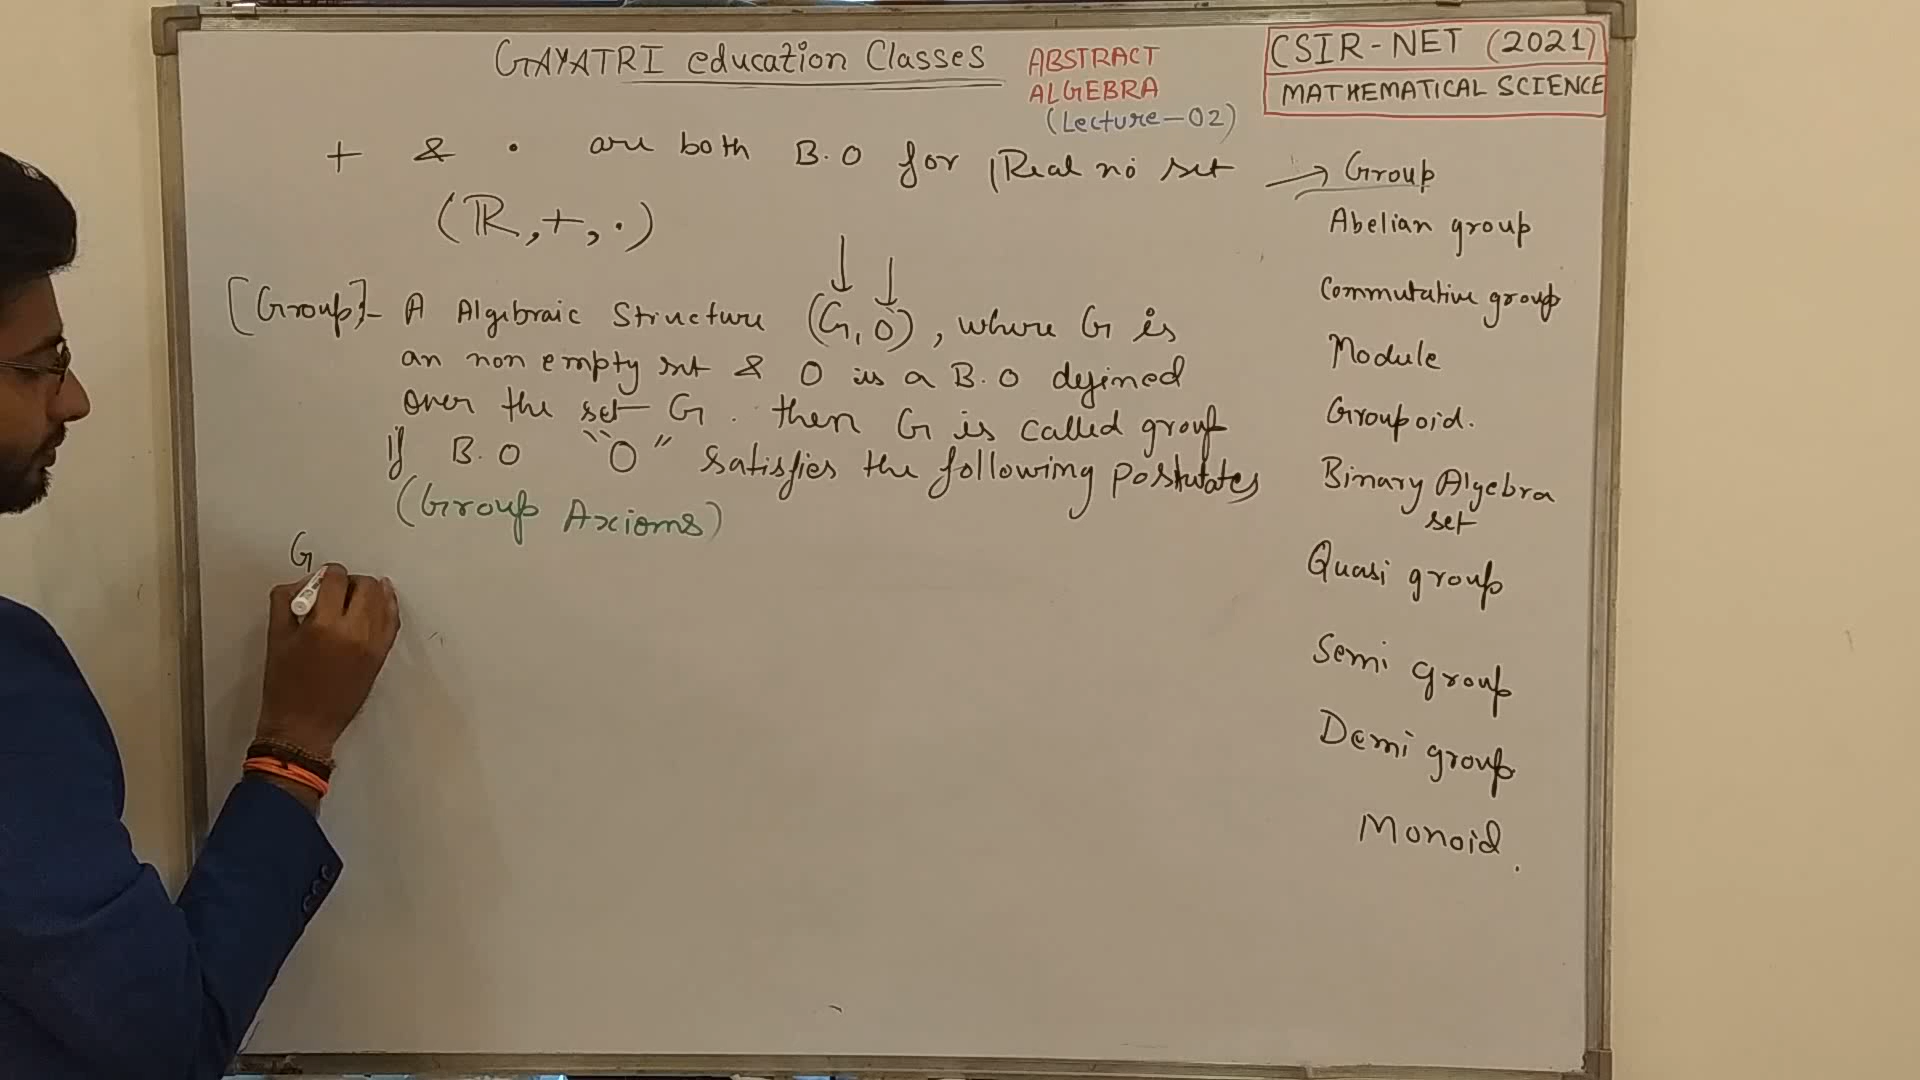 GAYATRI education Classes
ABSTRACT
ALGEBRA
(Lecture-02)
CSIR-NET (2021)
MATHEMATICAL SCIENCE
+ & · are both B.O for Real no set
(ℝ, +, ·)
[Group]- A Algebraic Structure (G, O), where G is
an non empty set & O is a B.O defined
over the set G. then G is called group
If B.O "O" satisfies the following postulates
(Group Axioms)
G
→ Group
Abelian group
Commutative group
Module
Groupoid.
Binary Algebra
set
Quasi group
Semi group
Demi group
Monoid.